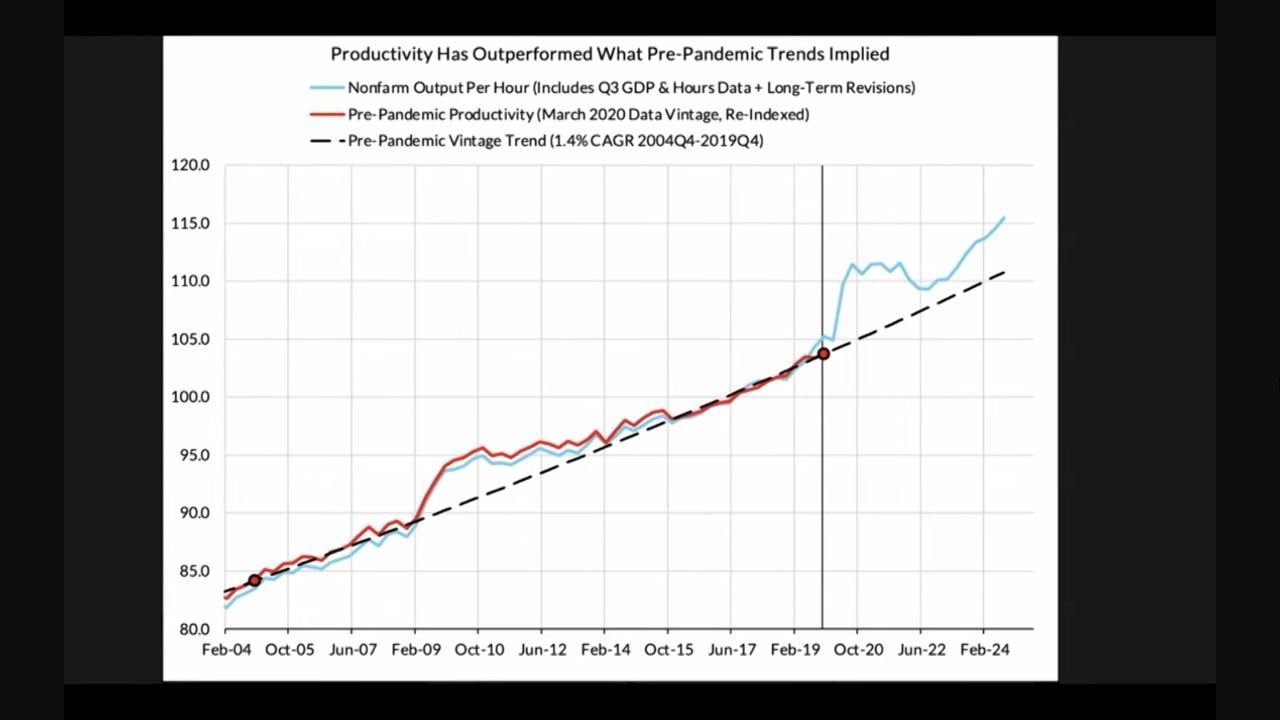 Productivity Has Outperformed What Pre-Pandemic Trends Implied
Nonfarm Output Per Hour (Includes Q3 GDP & Hours Data + Long-Term Revisions)
Pre-Pandemic Productivity (March 2020 Data Vintage, Re-Indexed)
Pre-Pandemic Vintage Trend (1.4% CAGR 2004Q4-2019Q4)
120.0
115.0
110.0
105.0
100.0
95.0
90.0
85.0
80.0
Feb-04 Oct-05 Jun-07 Feb-09 Oct-10 Jun-12 Feb-14 Oct-15 Jun-17 Feb-19 Oct-20 Jun-22 Feb-24